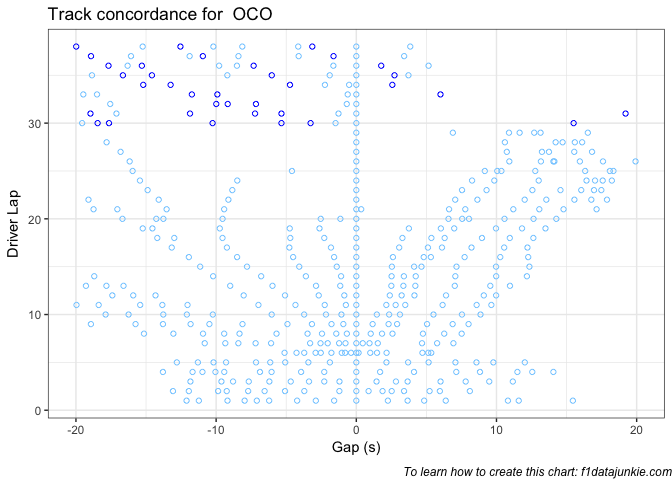 Track concordance for  OCO
Driver Lap
30
20
10
0
-20
-10
0
10
20
Gap (s)
To learn how to create this chart: f1datajunkie.com